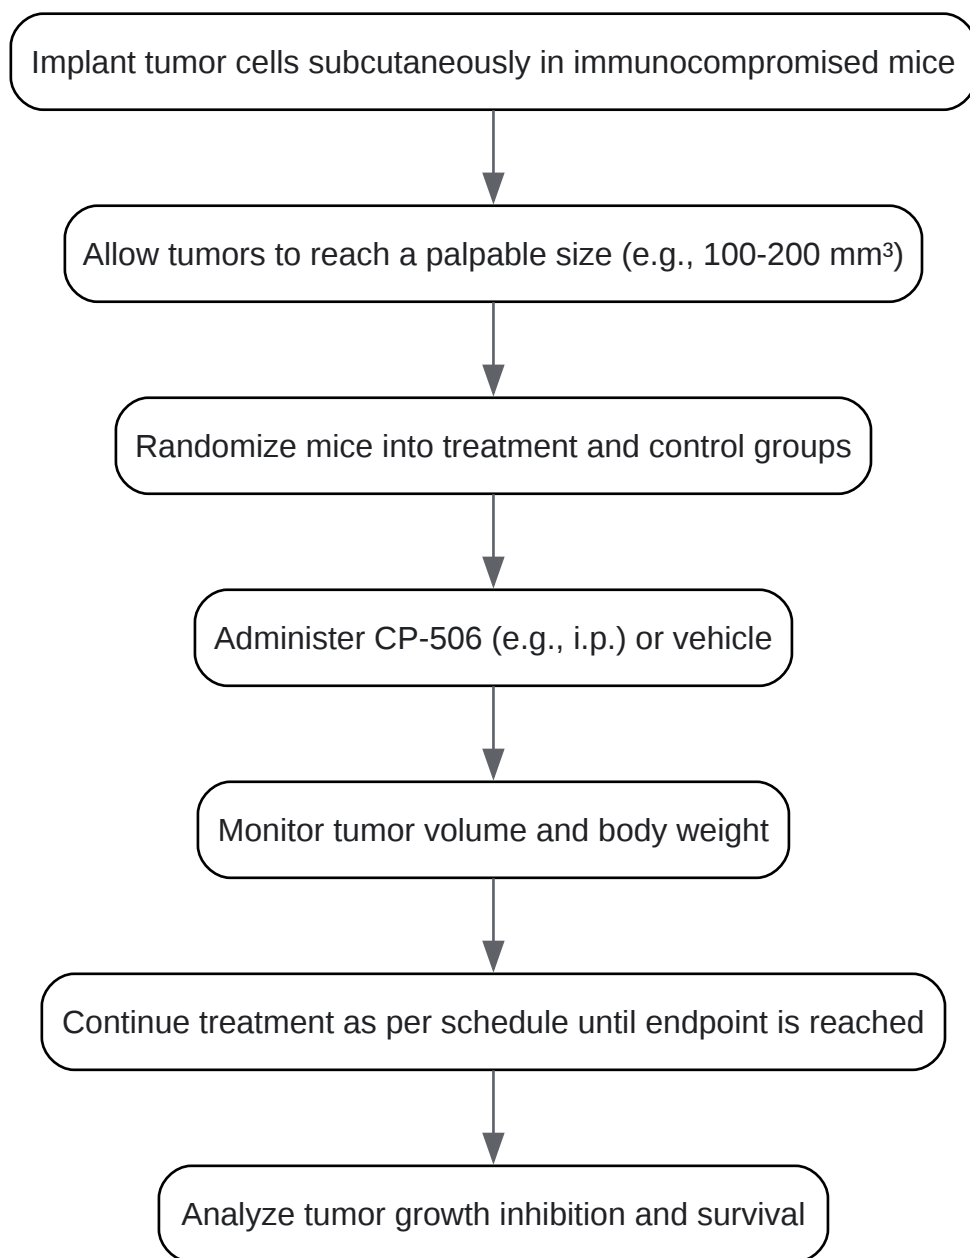 Implant tumor cells subcutaneously in immunocompromised mice
Allow tumors to reach a palpable size (e.g., 100-200 mm³)
Randomize mice into treatment and control groups
Administer CP-506 (e.g., i.p.) or vehicle
Monitor tumor volume and body weight
Continue treatment as per schedule until endpoint is reached
Analyze tumor growth inhibition and survival